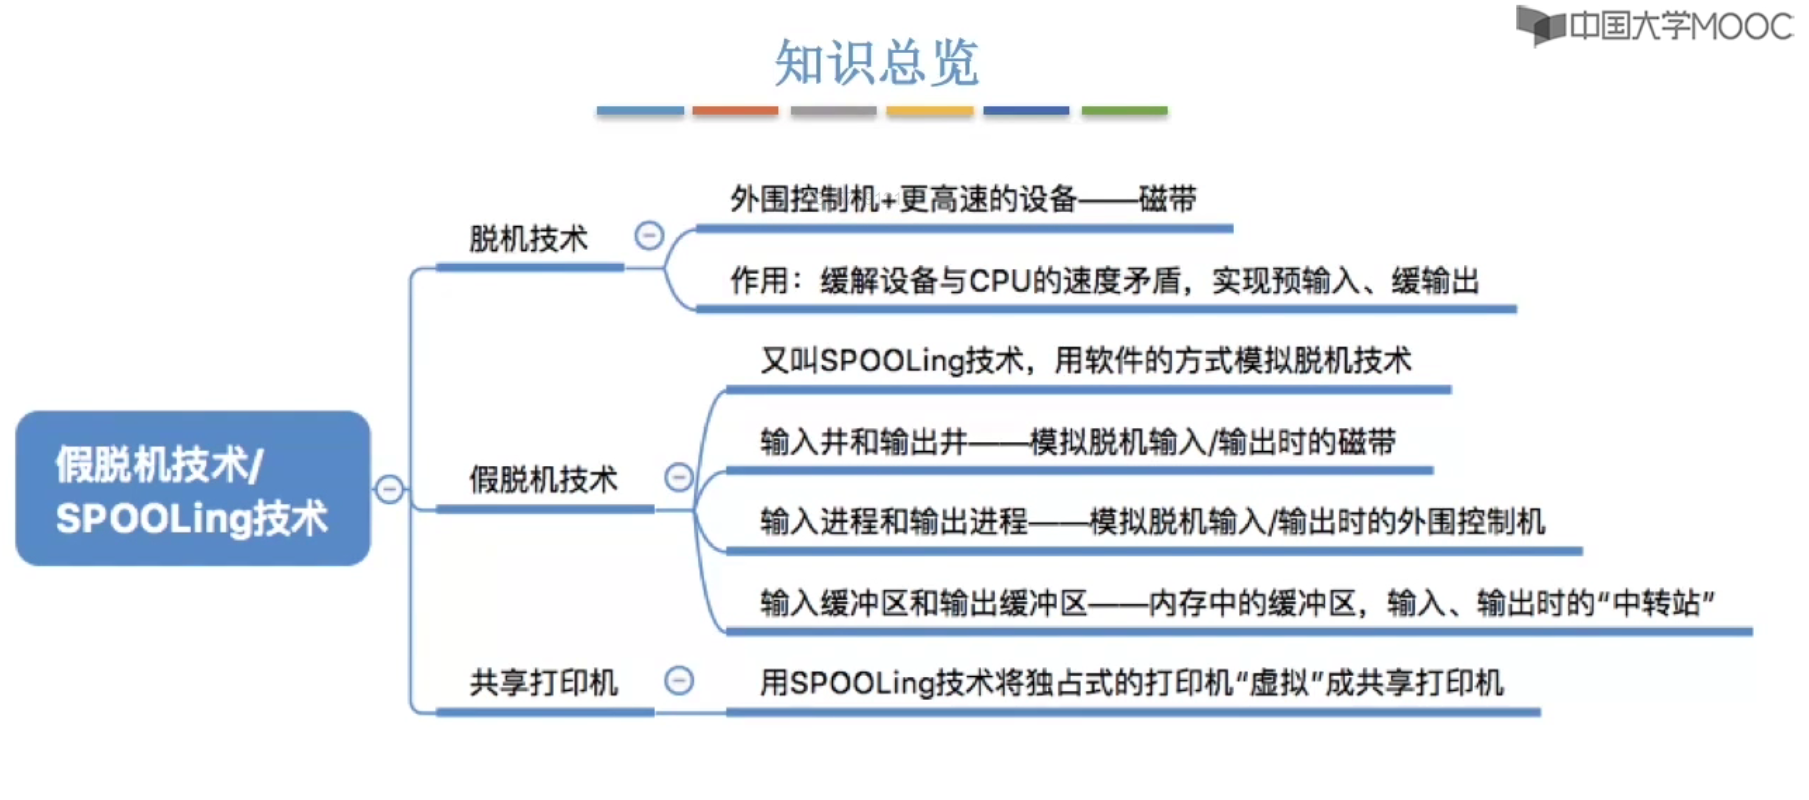 中国大学MOOC
知识总览
外围控制机+更高速的设备——磁带
脱机技术
作用：缓解设备与CPU的速度矛盾，实现预输入、缓输出
又叫SPOOLing技术，用软件的方式模拟脱机技术
输入井和输出井——模拟脱机输入/输出时的磁带
假脱机技术/
SPOOLing技术
假脱机技术
输入进程和输出进程——模拟脱机输入/输出时的外围控制机
输入缓冲区和输出缓冲区——内存中的缓冲区，输入、输出时的“中转站”
共享打印机
用SPOOLing技术将独占式的打印机“虚拟”成共享打印机